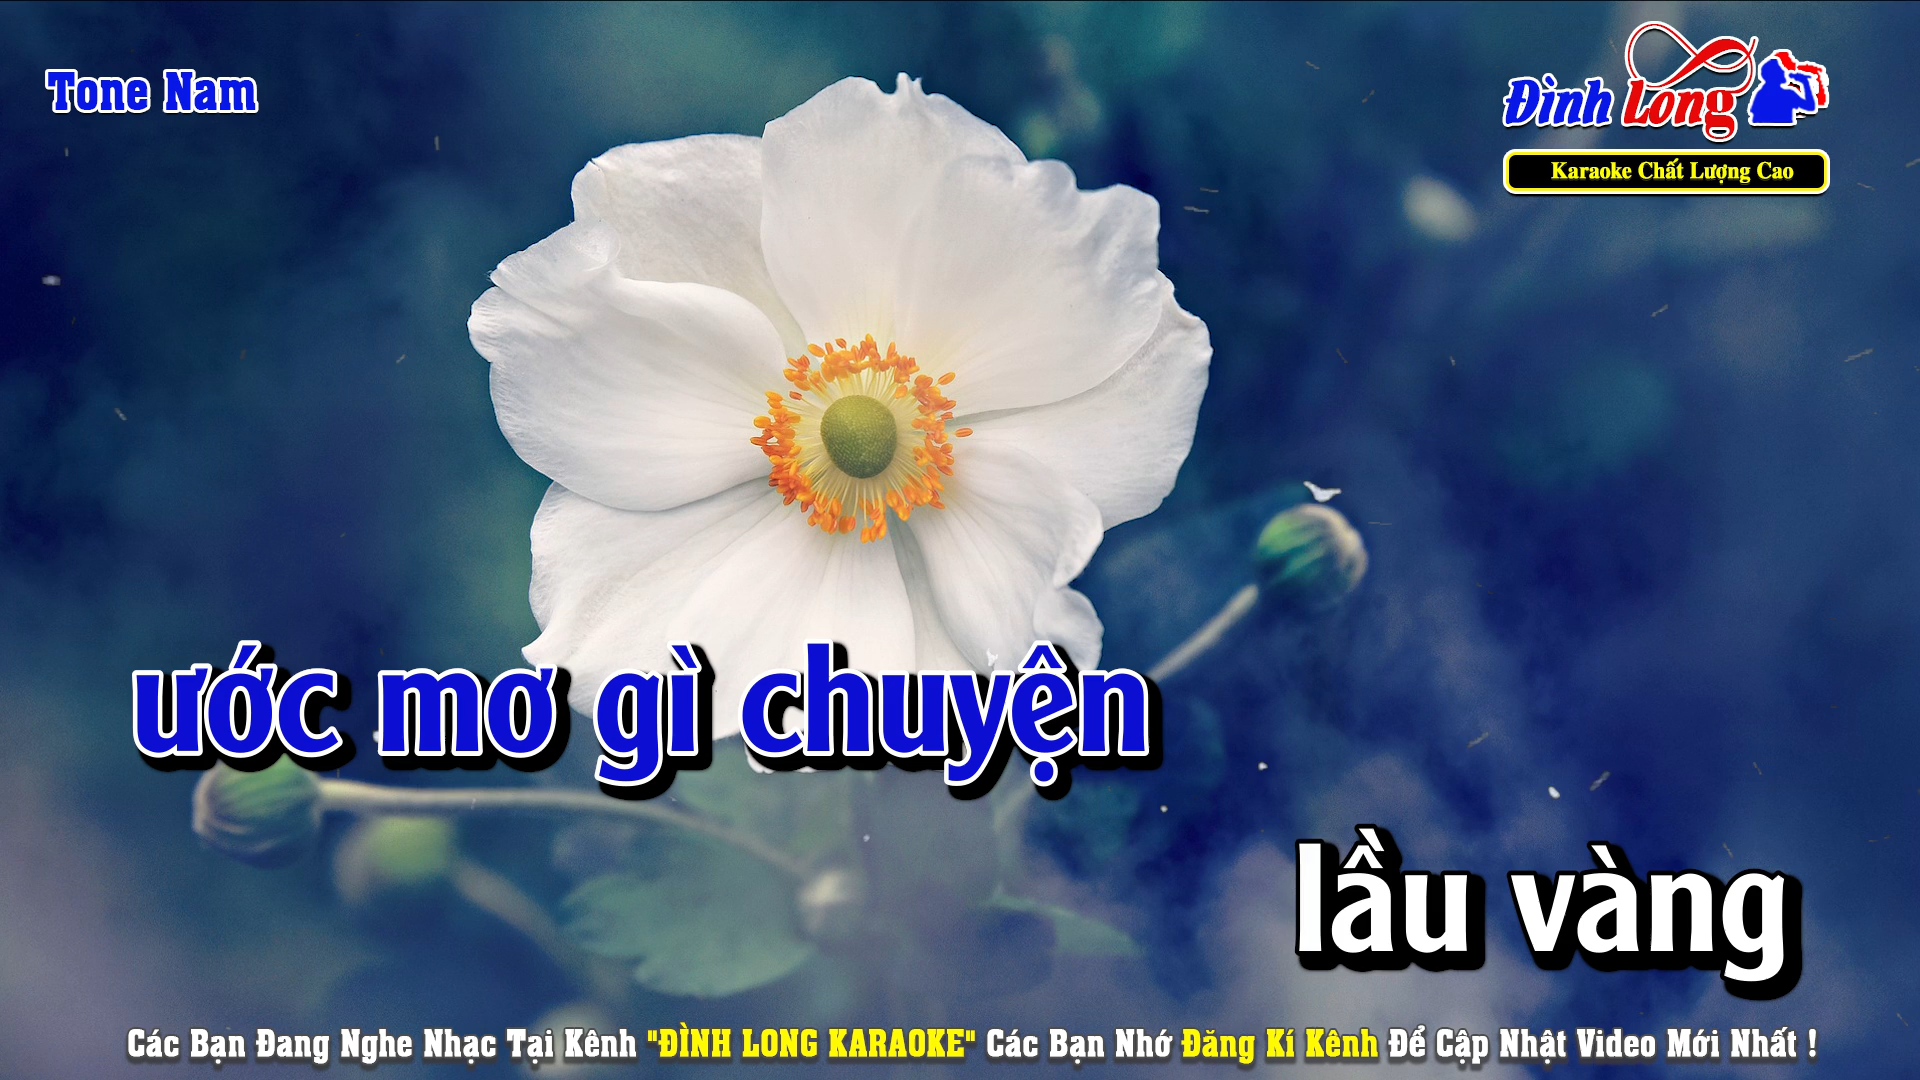 Tone Nam
Đình Long
Karaoke Chất Lượng Cao
ước mơ gì chuyện
lầu vàng
Các Bạn Đang Nghe Nhạc Tại Kênh "ĐÌNH LONG KARAOKE" Các Bạn Nhớ Đăng Kí Kênh Để Cập Nhật Video Mới Nhất !